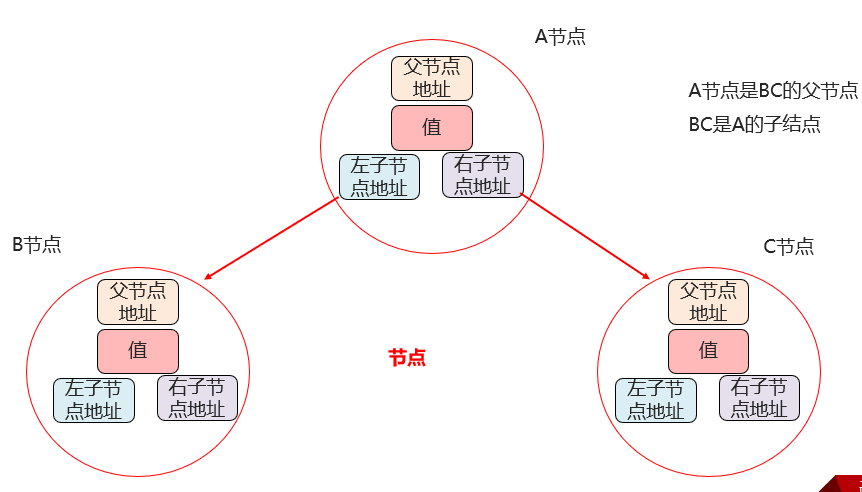 A节点
父节点
地址
值
左子节
点地址
右子节
点地址
A节点是BC的父节点
BC是A的子结点
B节点
父节点
地址
值
左子节
点地址
右子节
点地址
节点
C节点
父节点
地址
值
左子节
点地址
右子节
点地址